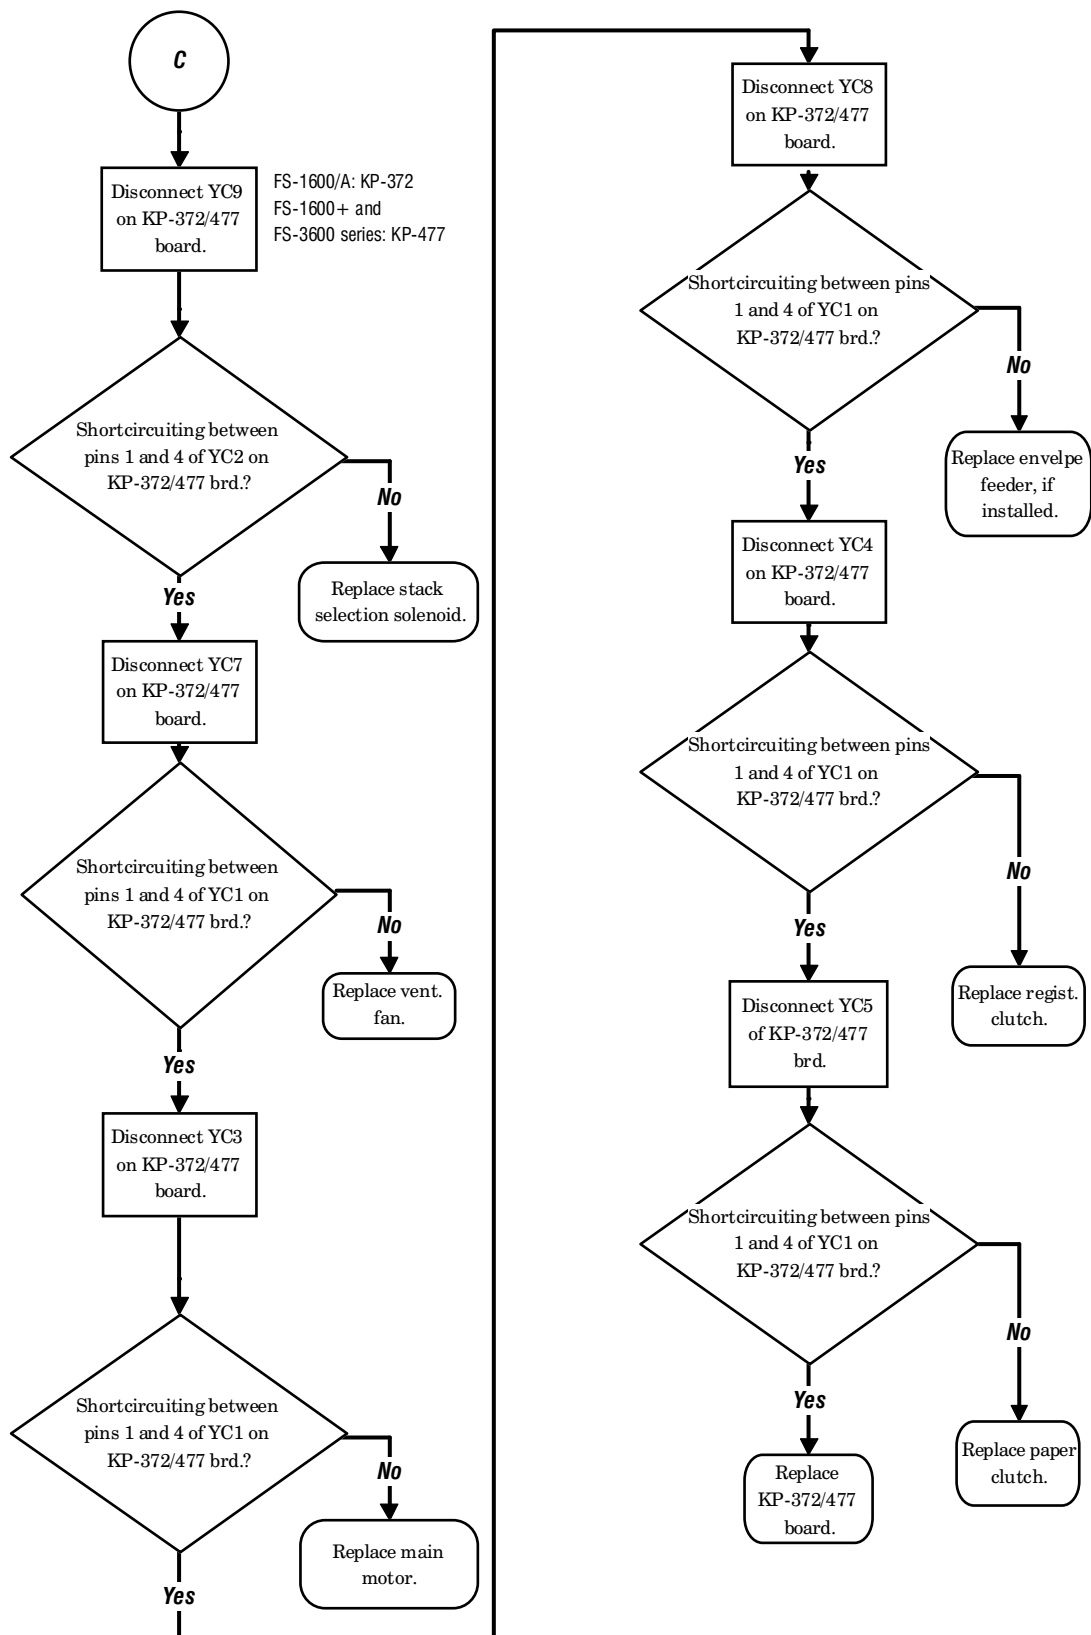 C
Disconnect YC9
on KP-372/477
board.
FS-1600/A: KP-372
FS-1600+ and
FS-3600 series: KP-477
Shortcircuiting between
pins 1 and 4 of YC2 on
KP-372/477 brd.?
No
Replace stack
selection solenoid.
Yes
Disconnect YC7
on KP-372/477
board.
Shortcircuiting between
pins 1 and 4 of YC1 on
KP-372/477 brd.?
No
Replace vent.
fan.
Yes
Disconnect YC3
on KP-372/477
board.
Shortcircuiting between
pins 1 and 4 of YC1 on
KP-372/477 brd.?
No
Replace main
motor.
Yes
Disconnect YC8
on KP-372/477
board.
Shortcircuiting between pins
1 and 4 of YC1 on
KP-372/477 brd.?
No
Replace envelpe
feeder, if
installed.
Yes
Disconnect YC4
on KP-372/477
board.
Shortcircuiting between pins
1 and 4 of YC1 on
KP-372/477 brd.?
No
Replace regist.
clutch.
Yes
Disconnect YC5
of KP-372/477
brd.
Shortcircuiting between pins
1 and 4 of YC1 on
KP-372/477 brd.?
No
Replace paper
clutch.
Yes
Replace
KP-372/477
board.